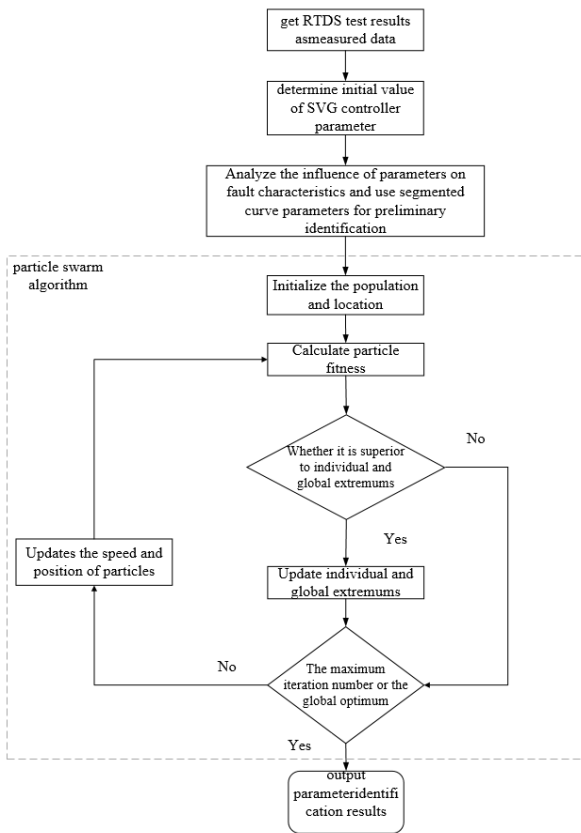 get RTDS test results
asmeasured data
determine initial value
of SVG controller
parameter
Analyze the influence of parameters on
fault characteristics and use segmented
curve parameters for preliminary
identification
particle swarm
algorithm
Initialize the population
and location
Calculate particle
fitness
Whether it is superior
to individual and
global extremums
No
Yes
Updates the speed and
position of particles
Update individual and
global extremums
No
The maximum
iteration number or the
global optimum
Yes
output
parameteridentifi
cation results